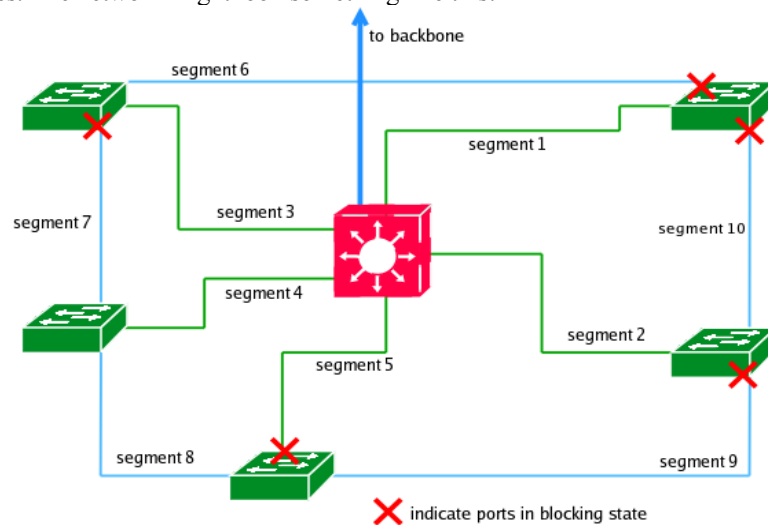 to backbone
segment 6
segment 1
segment 3
segment 7
segment 10
segment 4
segment 2
segment 5
segment 8
segment 9
indicate ports in blocking state